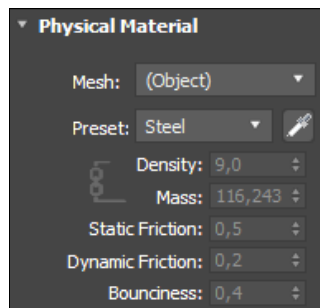 Physical Material
Mesh: (Object)
Preset: Steel
Density: 9,0
Mass: 116,243
Static Friction: 0,5
Dynamic Friction: 0,2
Bounciness: 0,4